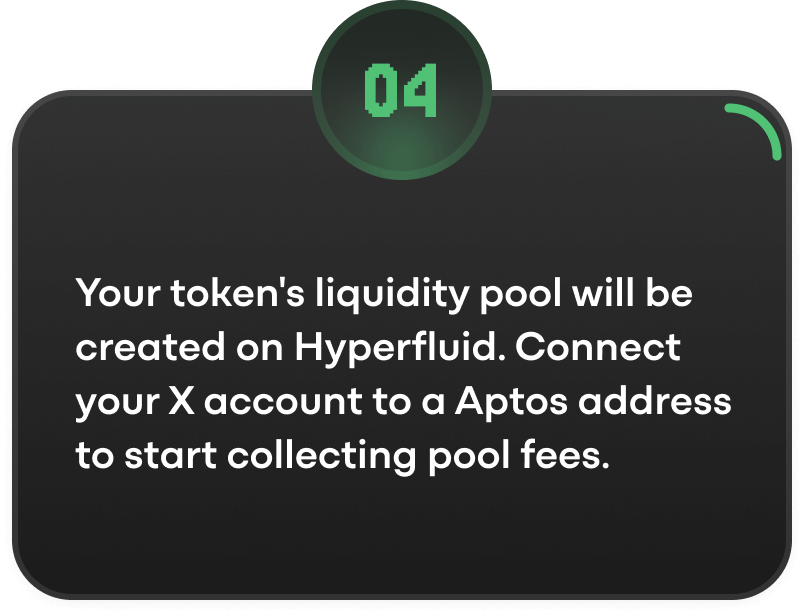 04
Your token's liquidity pool will be
created on Hyperfluid. Connect
your X account to a Aptos address
to start collecting pool fees.